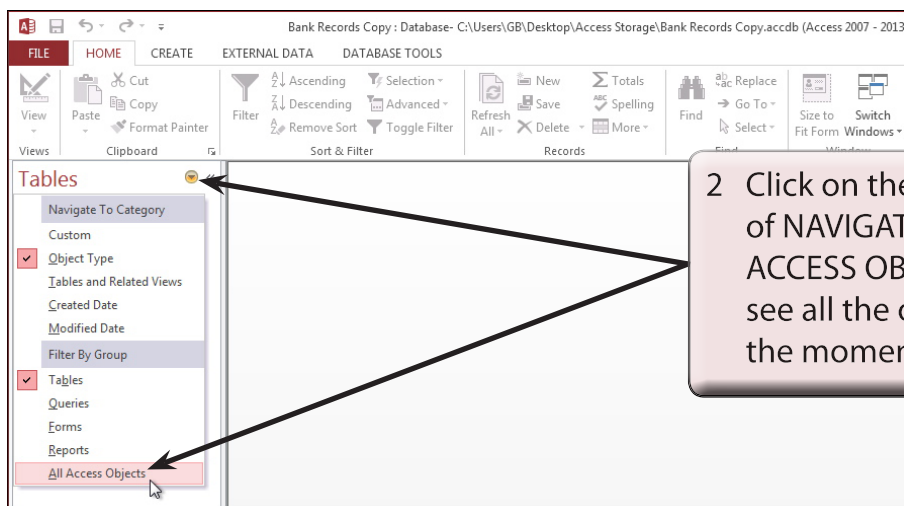 Bank Records Copy : Database- C:\Users\GB\Desktop\Access Storage\Bank Records Copy.accdb (Access 2007 - 2013
FILE HOME CREATE EXTERNAL DATA DATABASE TOOLS
Cut Ascending Selection New Totals Replace
Copy Descending Advanced Save Spelling Go To
Format Painter Remove Sort Toggle Filter Delete More Select
View Paste Filter Refresh All Find Size to Fit Form Switch Windows
Views Clipboard Sort & Filter Records
Tables
Navigate To Category
Custom
Object Type
Tables and Related Views
Created Date
Modified Date
Filter By Group
Tables
Queries
Forms
Reports
All Access Objects
2 Click on the
of NAVIGAT
ACCESS OB
see all the
the momen